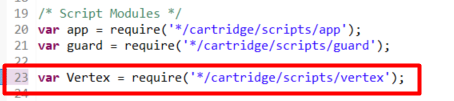 19 /* Script Modules */
20 var app = require('*/cartridge/scripts/app');
21 var guard = require('*/cartridge/scripts/guard');
22
23 var Vertex = require('*/cartridge/scripts/vertex');